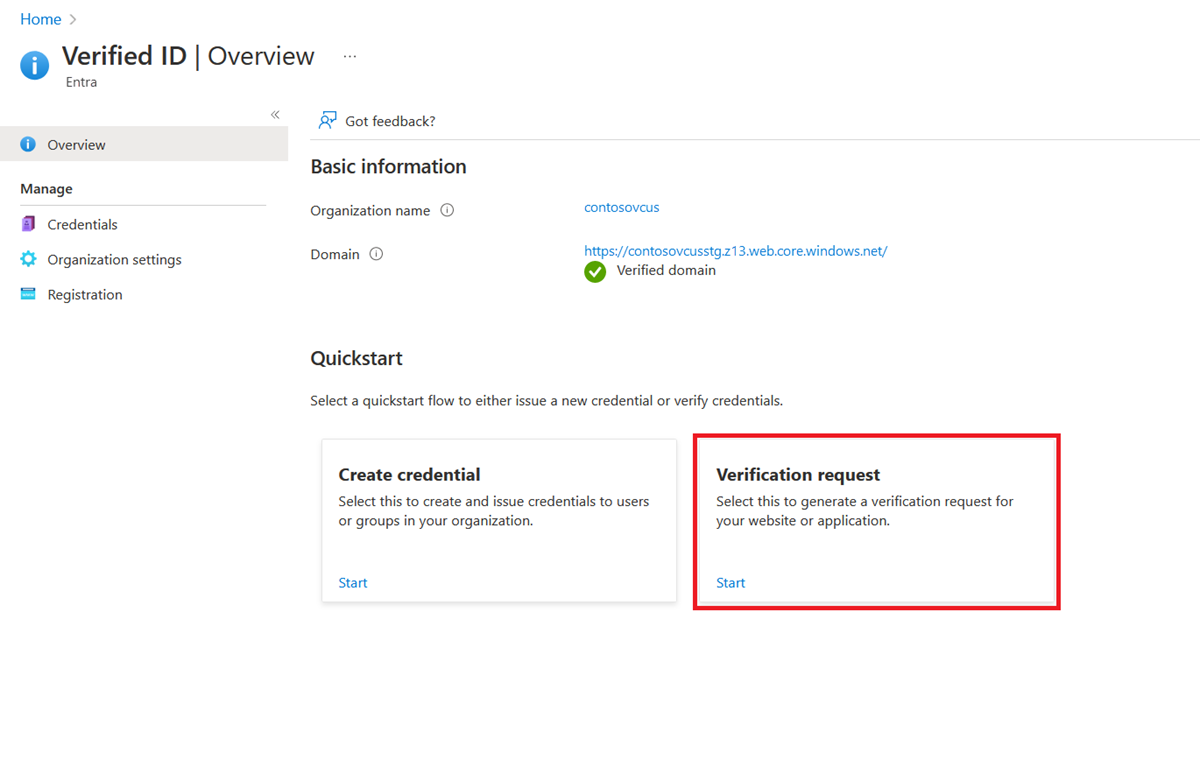 Home
Verified ID | Overview ...
Entra
Got feedback?
Overview
Manage
Credentials
Organization settings
Registration
Basic information
Organization name
contosovcus
Domain
https://contosovcusstg.z13.web.core.windows.net/
Verified domain
Quickstart
Select a quickstart flow to either issue a new credential or verify credentials.
Create credential
Select this to create and issue credentials to users
or groups in your organization.
Start
Verification request
Select this to generate a verification request for
your website or application.
Start